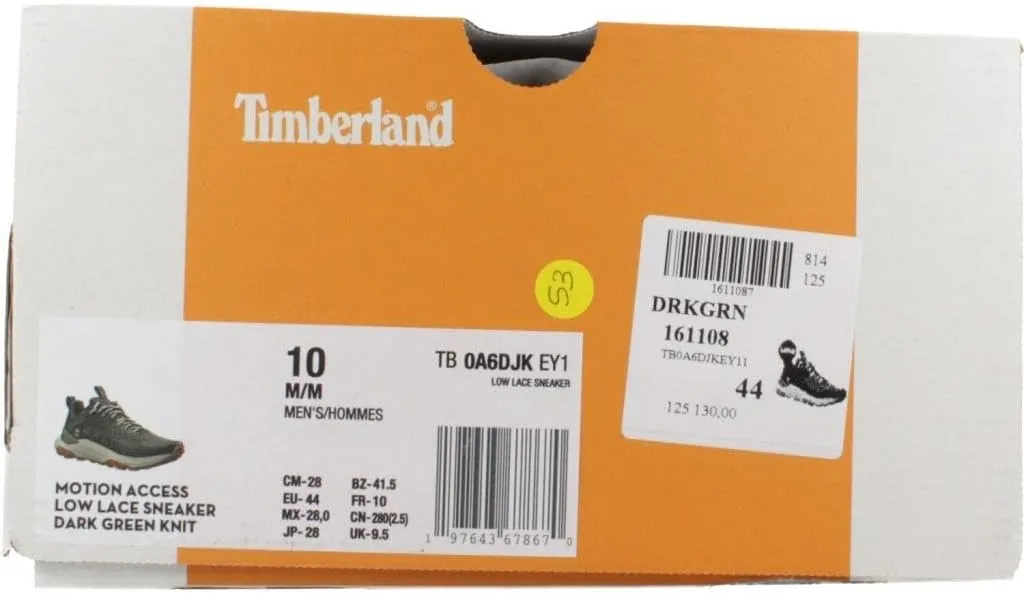 Timberland®
53
814
125
1611087
DRKGRN
161108
TB0A6DJKEY11
44
125 130,00
10
M/M
MEN'S/HOMMES
TB 0A6DJK EY1
LOW LACE SNEAKER
MOTION ACCESS
LOW LACE SNEAKER
DARK GREEN KNIT
CM-28 BZ-41.5
EU-44 FR-10
MX-28,0 CN-280(2.5)
JP-28 UK-9.5
1 97643 67867 0